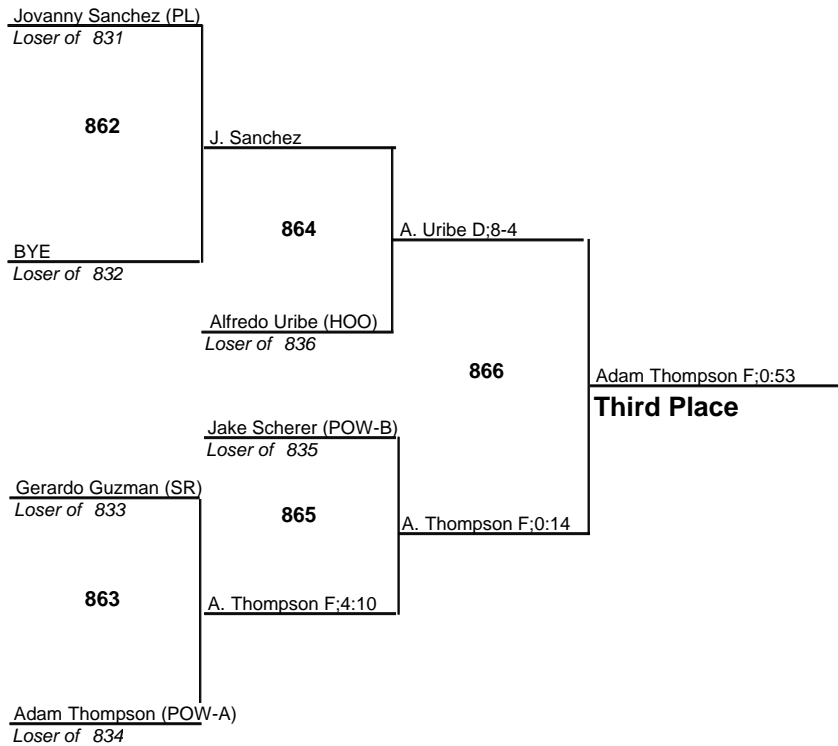 Jovanny Sanchez (PL)
Loser of 831
862
J. Sanchez
BYE
Loser of 832
864
A. Uribe D;8-4
Alfredo Uribe (HOO)
Loser of 836
866
Adam Thompson F;0:53
Third Place
Jake Scherer (POW-B)
Loser of 835
Gerardo Guzman (SR)
Loser of 833
865
A. Thompson F;0:14
863
A. Thompson F;4:10
Adam Thompson (POW-A)
Loser of 834